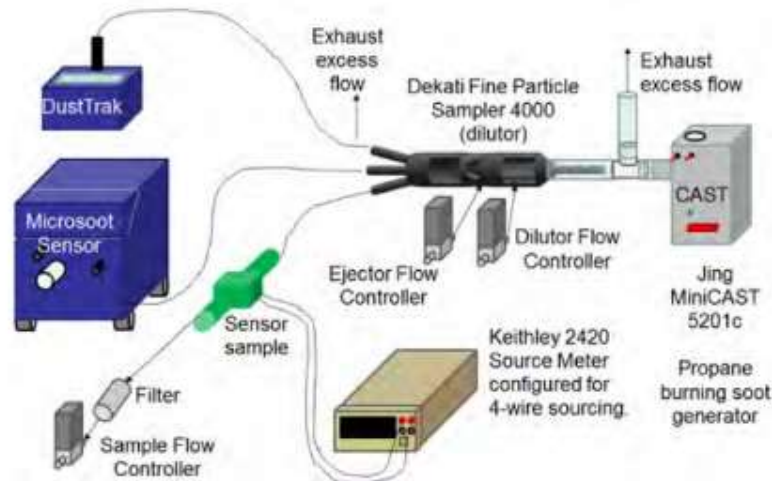 Exhaust
excess
flow
Exhaust
excess flow
Dekati Fine Particle
Sampler 4000
(dilutor)
DustTrak
CAST
Microsoot
Sensor
Ejector Flow
Controller
Dilutor Flow
Controller
Jing
MiniCAST
5201c
Sensor
sample
Keithley 2420
Source Meter
configured for
4-wire sourcing.
Propane
burning soot
generator
Filter
Sample Flow
Controller